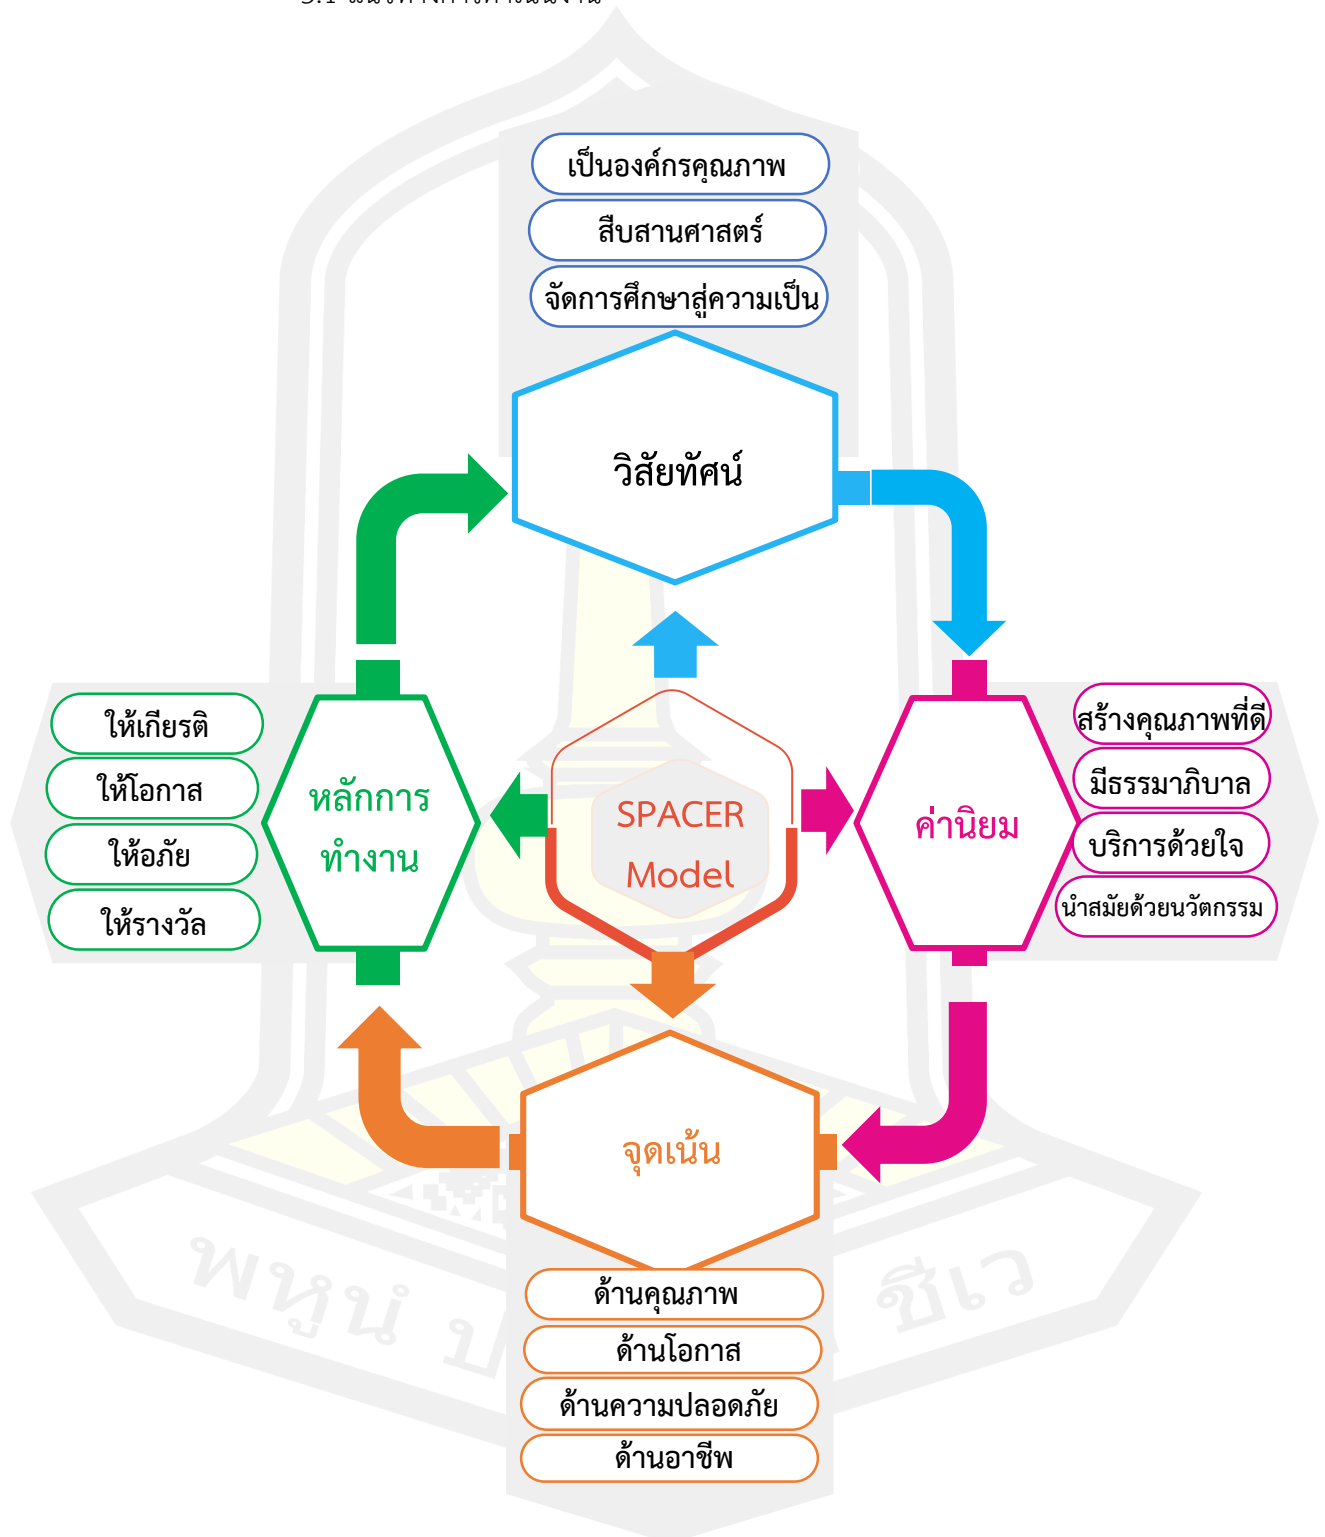 เป็นองค์กรคุณภาพ
สืบสานศาสตร์
จัดการศึกษาสู่ความเป็น
วิสัยทัศน์
ให้เกียรติ
ให้โอกาส
ให้อภัย
ให้รางวัล
หลักการ
ทำงาน
SPACER
Model
ค่านิยม
สร้างคุณภาพที่ดี
มีธรรมาภิบาล
บริการด้วยใจ
นำสมัยด้วยนวัตกรรม
จุดเน้น
ด้านคุณภาพ
ด้านโอกาส
ด้านความปลอดภัย
ด้านอาชีพ
พหูนํ
ชีเว